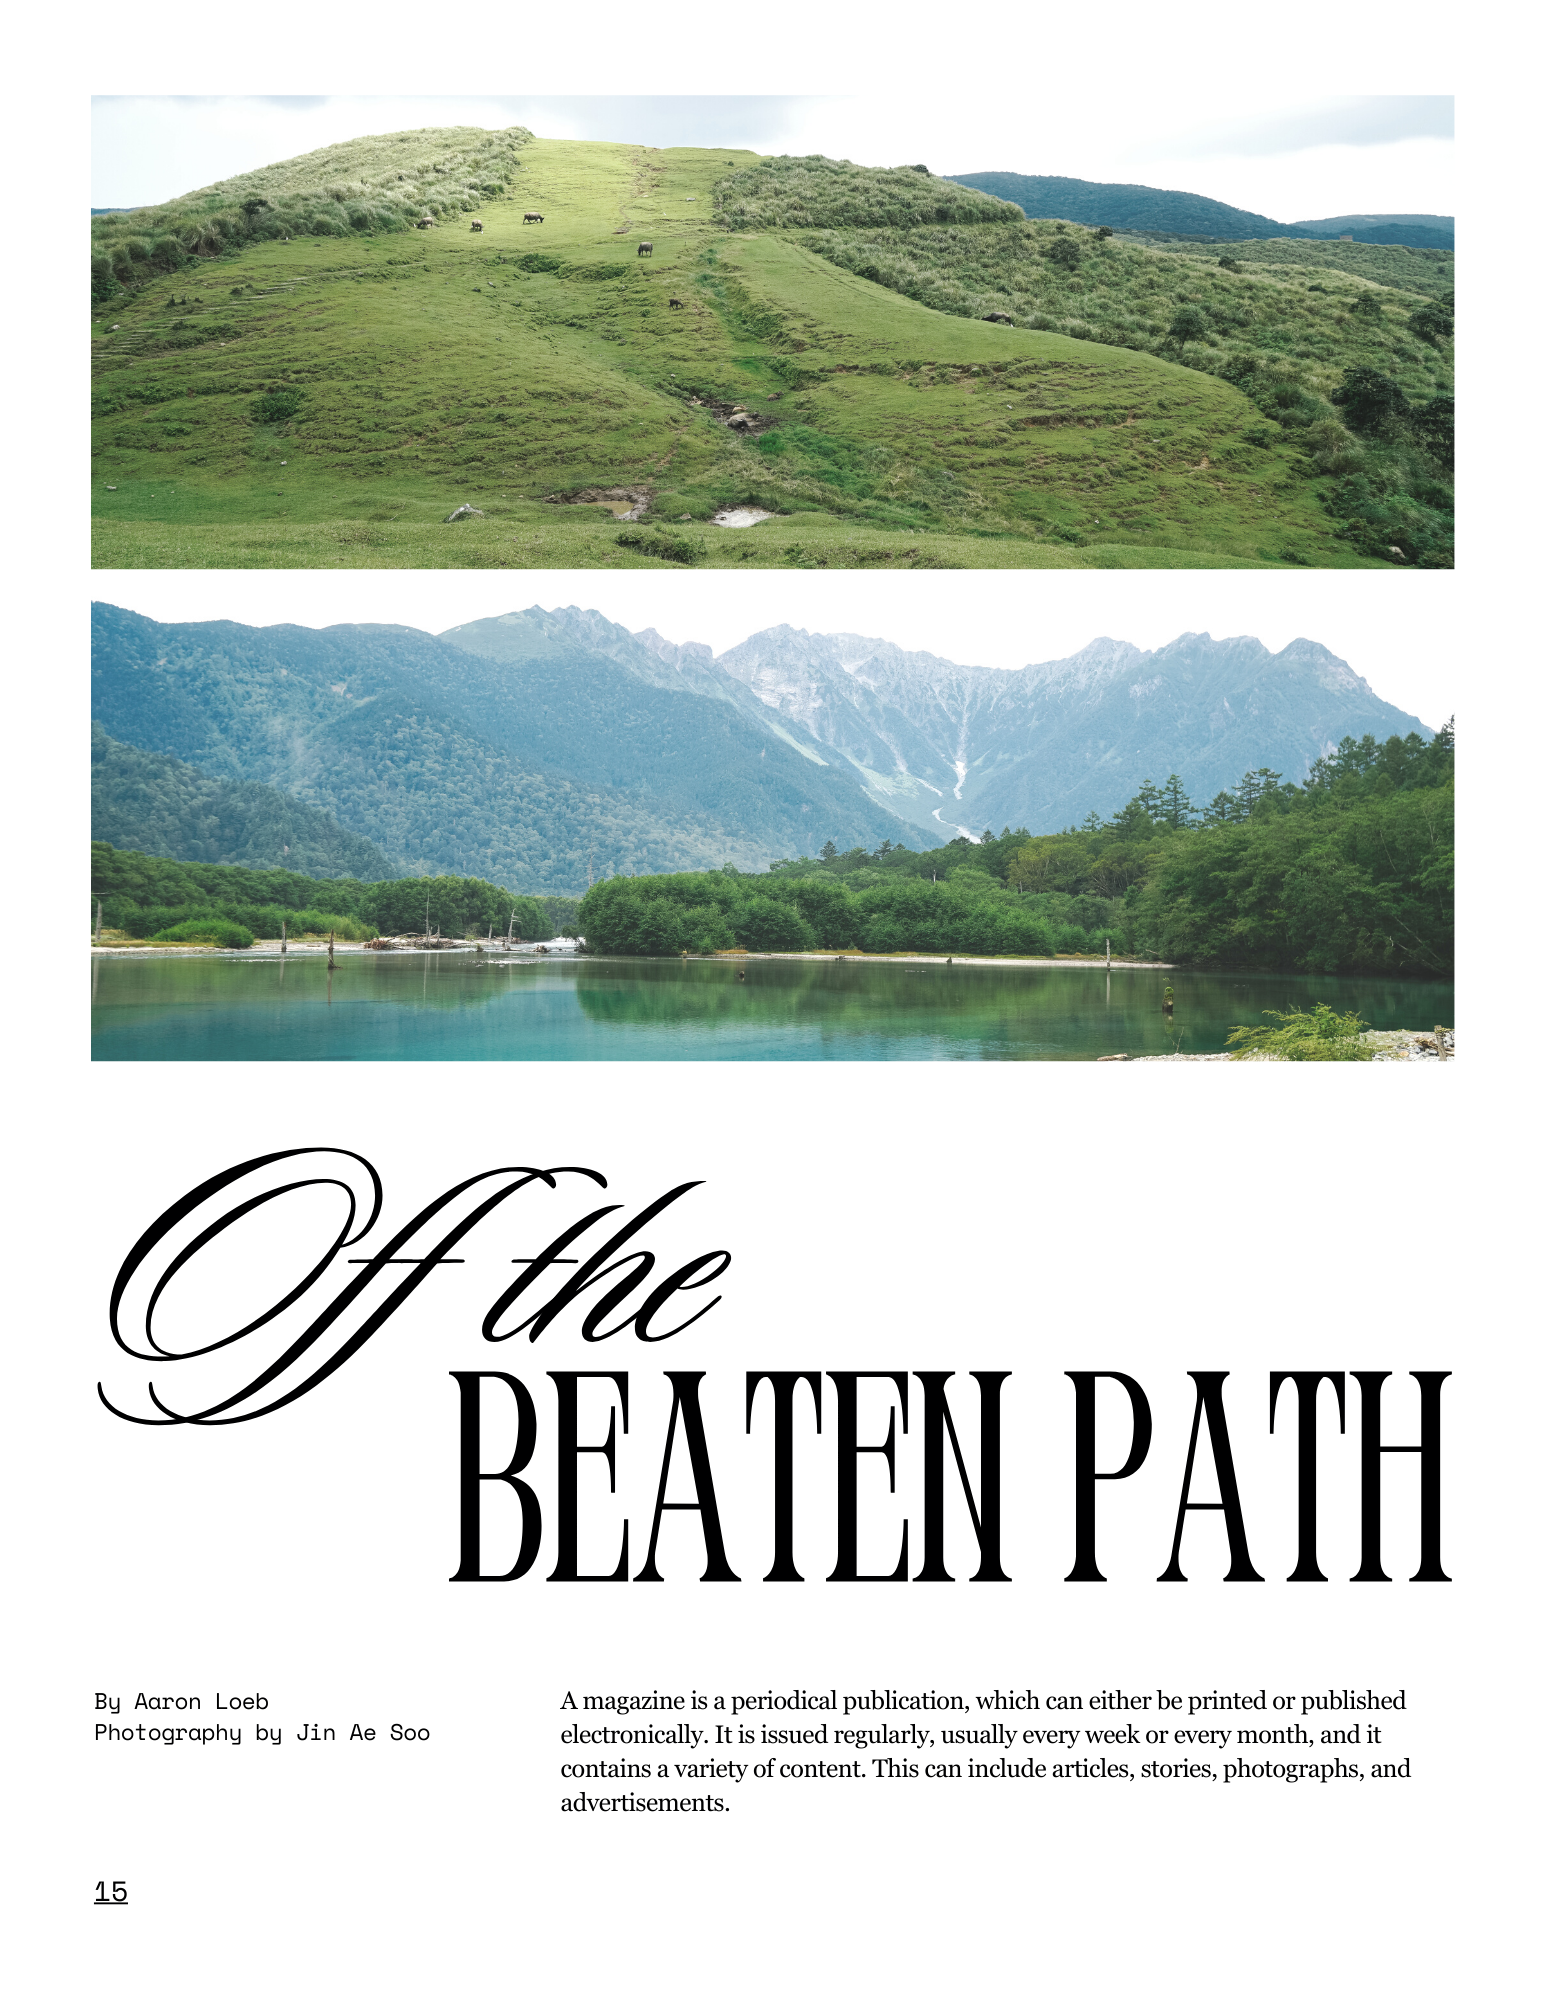 Off the
BEATEN PATH
By Aaron Loeb
Photography by Jin Ae Soo
A magazine is a periodical publication, which can either be printed or published
electronically. It is issued regularly, usually every week or every month, and it
contains a variety of content. This can include articles, stories, photographs, and
advertisements.
15